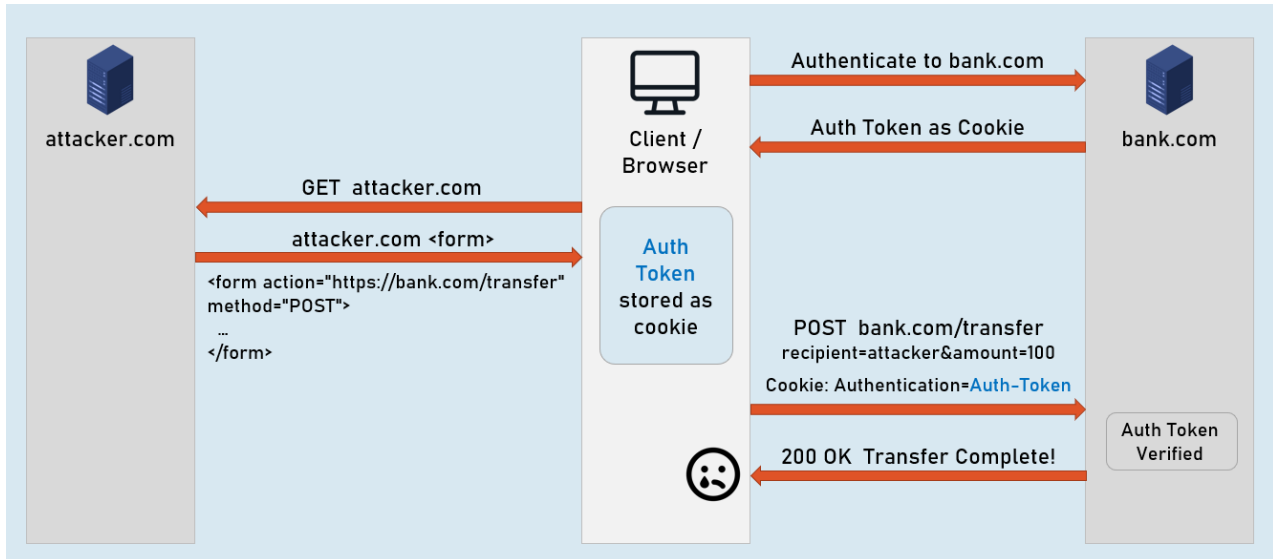 attacker.com
Client /
Browser
bank.com
Authenticate to bank.com
Auth Token as Cookie
GET attacker.com
attacker.com <form>
<form action="https://bank.com/transfer"
method="POST">
...
</form>
Auth
Token
stored as
cookie
POST bank.com/transfer
recipient=attacker&amount=100
Cookie: Authentication=Auth-Token
Auth Token
Verified
200 OK Transfer Complete!